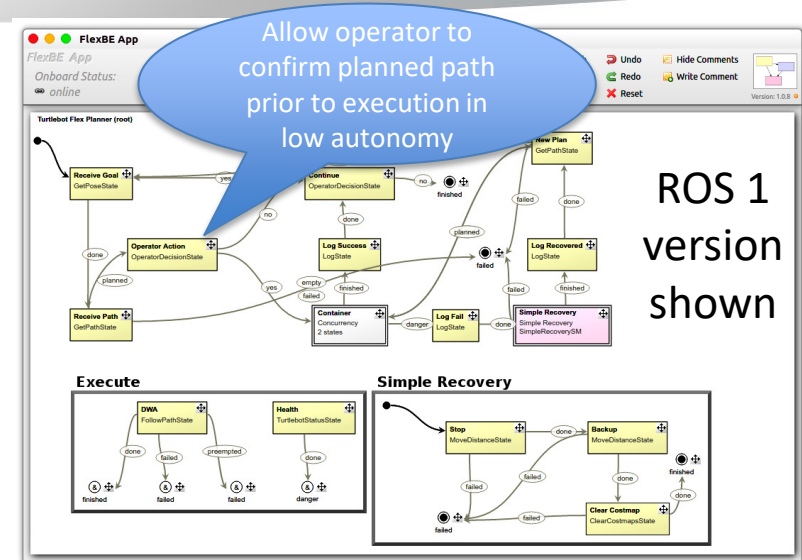 FlexBE App
FlexBE App
Onboard Status:
online
Undo
Redo
Reset
Hide Comments
Write Comment
Version: 1.0.8
Allow operator to
confirm planned path
prior to execution in
low autonomy
ROS 1
version
shown
Turtlebot Flex Planner (root)
Receive Goal
GetPoseState
yes
Continue
OperatorDecisionState
no
finished
New Plan
GetPathState
failed
done
no
done
planned
done
Operator Action
OperatorDecisionState
Log Success
LogState
failed
Log Recovered
LogState
planned
yes
empty
failed
finished
failed
finished
Receive Path
GetPathState
Container
Concurrency
2 states
danger
Log Fail
LogState
done
Simple Recovery
Simple Recovery
SimpleRecoverySM
Execute
DWA
FollowPathState
Health
TurtlebotStatusState
done
failed
preempted
done
&
&
&
&
finished
failed
failed
danger
Simple Recovery
Stop
MoveDistanceState
done
Backup
MoveDistanceState
finished
failed
failed
done
done
failed
Clear Costmap
ClearCostmapsState
failed